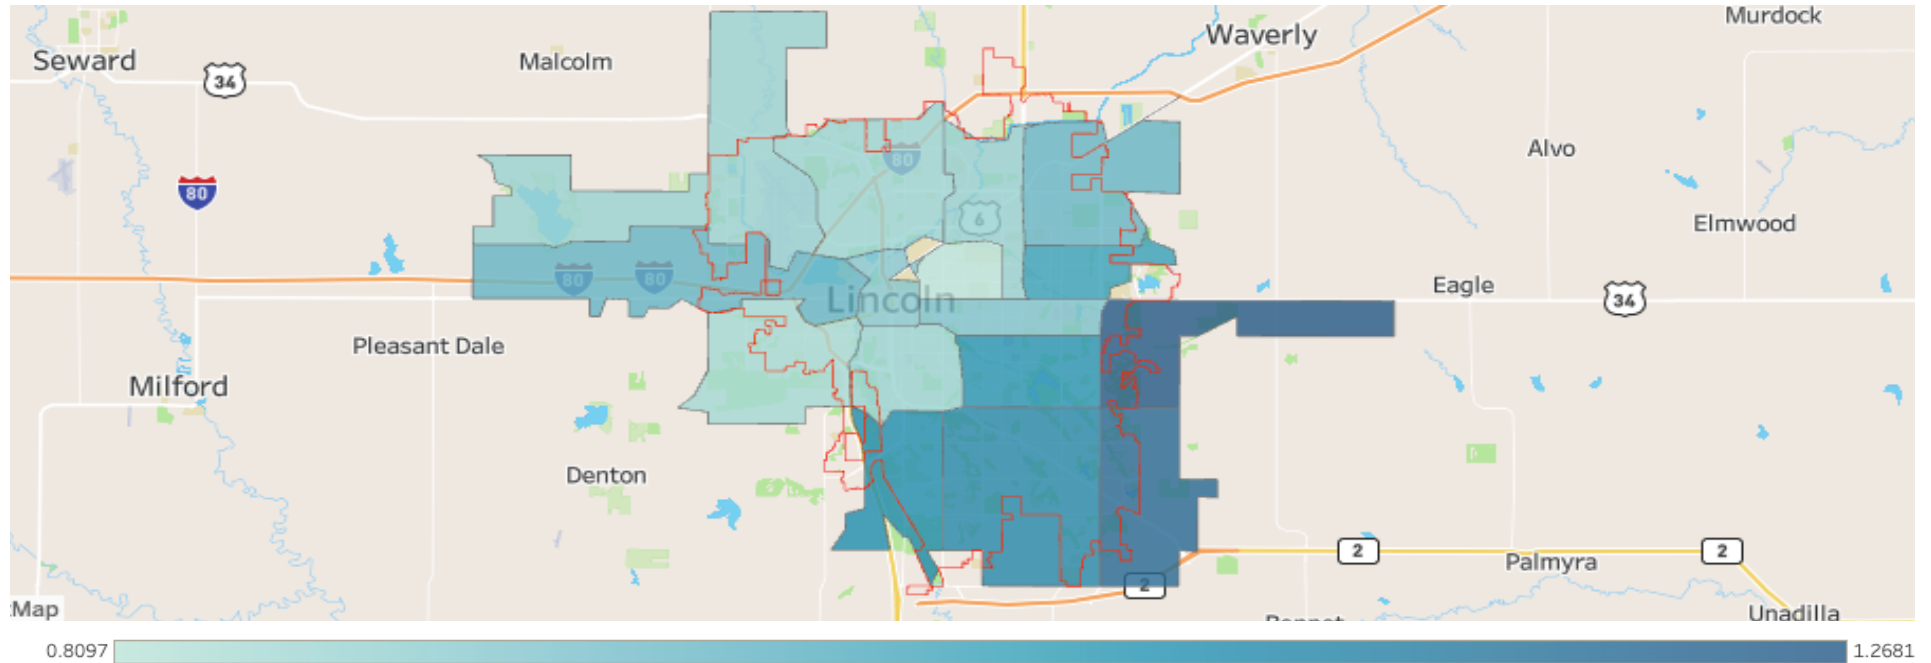 Murdock
Seward
34
Malcolm
Waverly
80
80
Alvo
6
Elmwood
80
80
Lincoln
Eagle
34
Pleasant Dale
Milford
Denton
2
2
Palmyra
2
Map
Unadilla
0.8097
1.2681